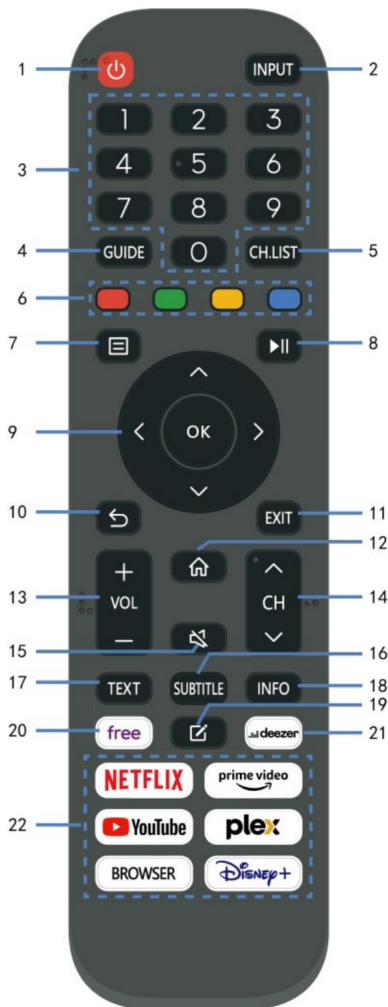 1 INPUT 2
1 2 3
3 4 5 6
7 8 9
4 GUIDE 0 CH.LIST 5
6
7 8
9 OK
10 EXIT 11
12
+
13 VOL CH 14
−
15
16
17 TEXT SUBTITLE INFO 18
19
20 free deezer 21
NETFLIX prime video
22 YouTube plex
BROWSER Disney+